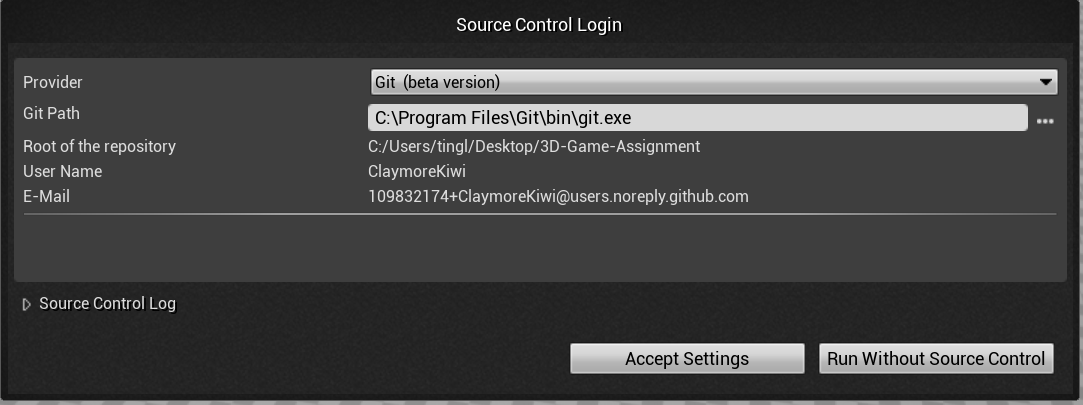 Source Control Login
Provider Git (beta version)
Git Path C:\Program Files\Git\bin\git.exe ...
Root of the repository C:/Users/tingl/Desktop/3D-Game-Assignment
User Name ClaymoreKiwi
E-Mail 109832174+ClaymoreKiwi@users.noreply.github.com
Source Control Log
Accept Settings Run Without Source Control